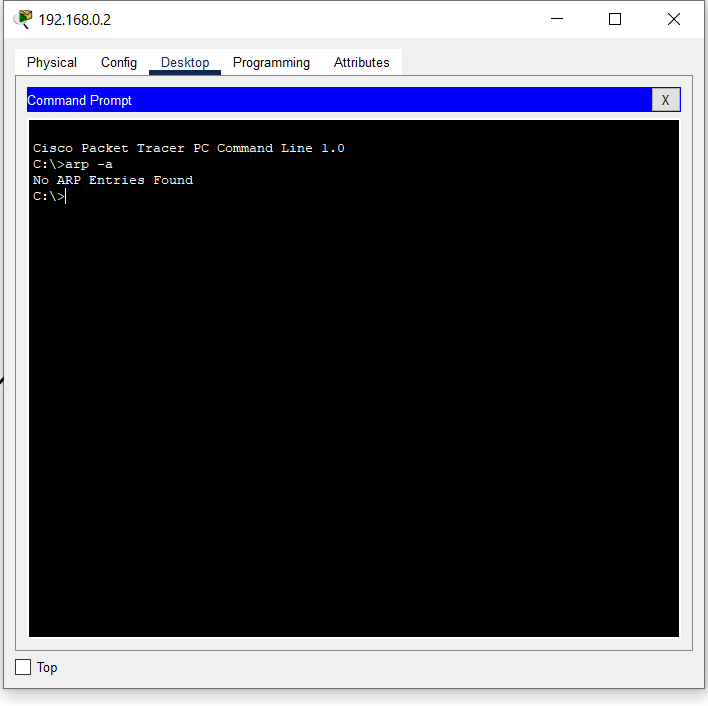 192.168.0.2
Physical Config Desktop Programming Attributes
Command Prompt X
Cisco Packet Tracer PC Command Line 1.0
C:\>arp -a
No ARP Entries Found
C:\>
Top